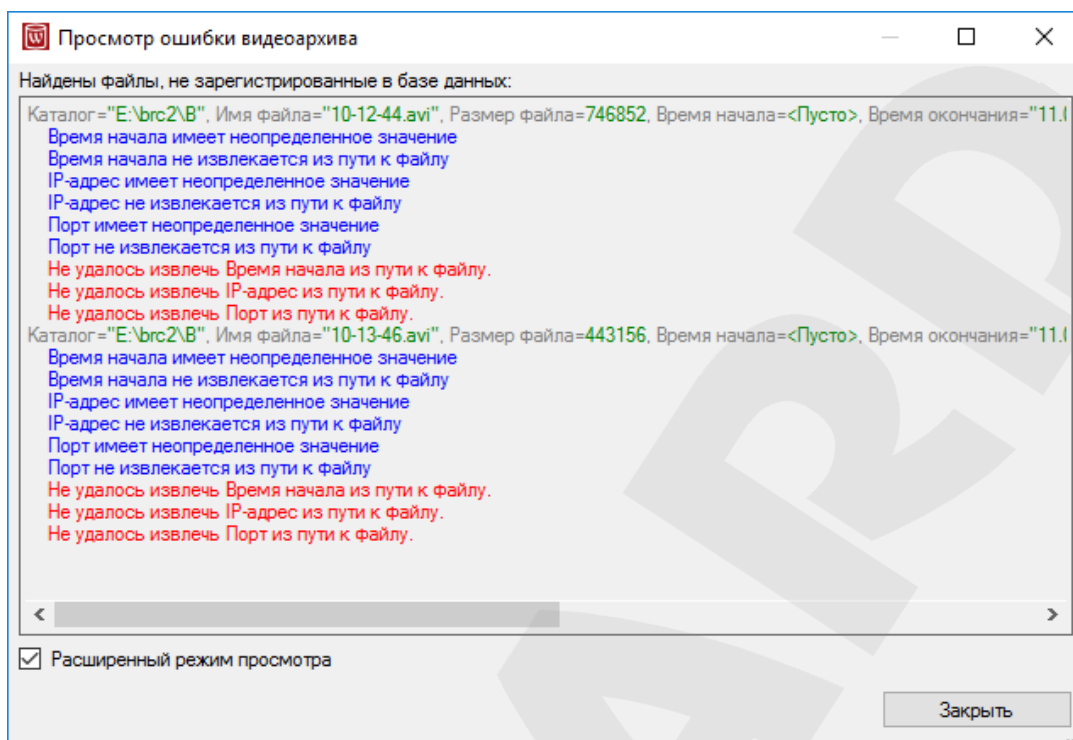 Просмотр ошибки видеоархива
Найдены файлы, не зарегистрированные в базе данных:
Каталог="E:\brc2\B", Имя файла="10-12-44.avi", Размер файла=746852, Время начала=<Пусто>, Время окончания="11.
Время начала имеет неопределенное значение
Время начала не извлекается из пути к файлу
IP-адрес имеет неопределенное значение
IP-адрес не извлекается из пути к файлу
Порт имеет неопределенное значение
Порт не извлекается из пути к файлу
Не удалось извлечь Время начала из пути к файлу.
Не удалось извлечь IP-адрес из пути к файлу.
Не удалось извлечь Порт из пути к файлу.
Каталог="E:\brc2\B", Имя файла="10-13-46.avi", Размер файла=443156, Время начала=<Пусто>, Время окончания="11.
Время начала имеет неопределенное значение
Время начала не извлекается из пути к файлу
IP-адрес имеет неопределенное значение
IP-адрес не извлекается из пути к файлу
Порт имеет неопределенное значение
Порт не извлекается из пути к файлу
Не удалось извлечь Время начала из пути к файлу.
Не удалось извлечь IP-адрес из пути к файлу.
Не удалось извлечь Порт из пути к файлу.
Расширенный режим просмотра
Закрыть